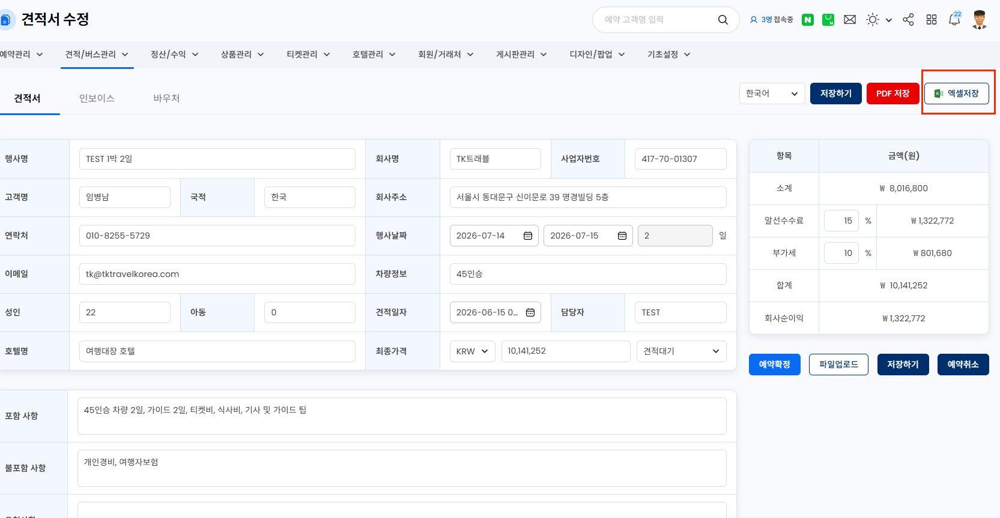 견적서 수정
예약 고객명 입력
3명 접속중
N
N
22
예약관리
견적/버스관리
정산/수익
상품관리
티켓관리
호텔관리
회원/거래처
게시판관리
디자인/팝업
기초설정
견적서
인보이스
바우처
한국어
저장하기
PDF 저장
엑셀저장
행사명 TEST 1박 2일 회사명 TK트래블 사업자번호 417-70-01307
고객명 임병남 국적 한국 회사주소 서울시 동대문구 신이문로 39 명경빌딩 5층
연락처 010-8255-5729 행사날짜 2026-07-14 2026-07-15 2 일
이메일 tk@tktravelkorea.com 차량정보 45인승
성인 22 아동 0 견적일자 2026-06-15 0... 담당자 TEST
호텔명 여행대장 호텔 최종가격 KRW 10,141,252 견적대기
항목 금액(원)
소계 ₩ 8,016,800
알선수수료 15 % ₩ 1,322,772
부가세 10 % ₩ 801,680
합계 ₩ 10,141,252
회사순이익 ₩ 1,322,772
예약확정
파일업로드
저장하기
예약취소
포함 사항 45인승 차량 2일, 가이드 2일, 티켓비, 식사비, 기사 및 가이드 팁
불포함 사항 개인경비, 여행자보험